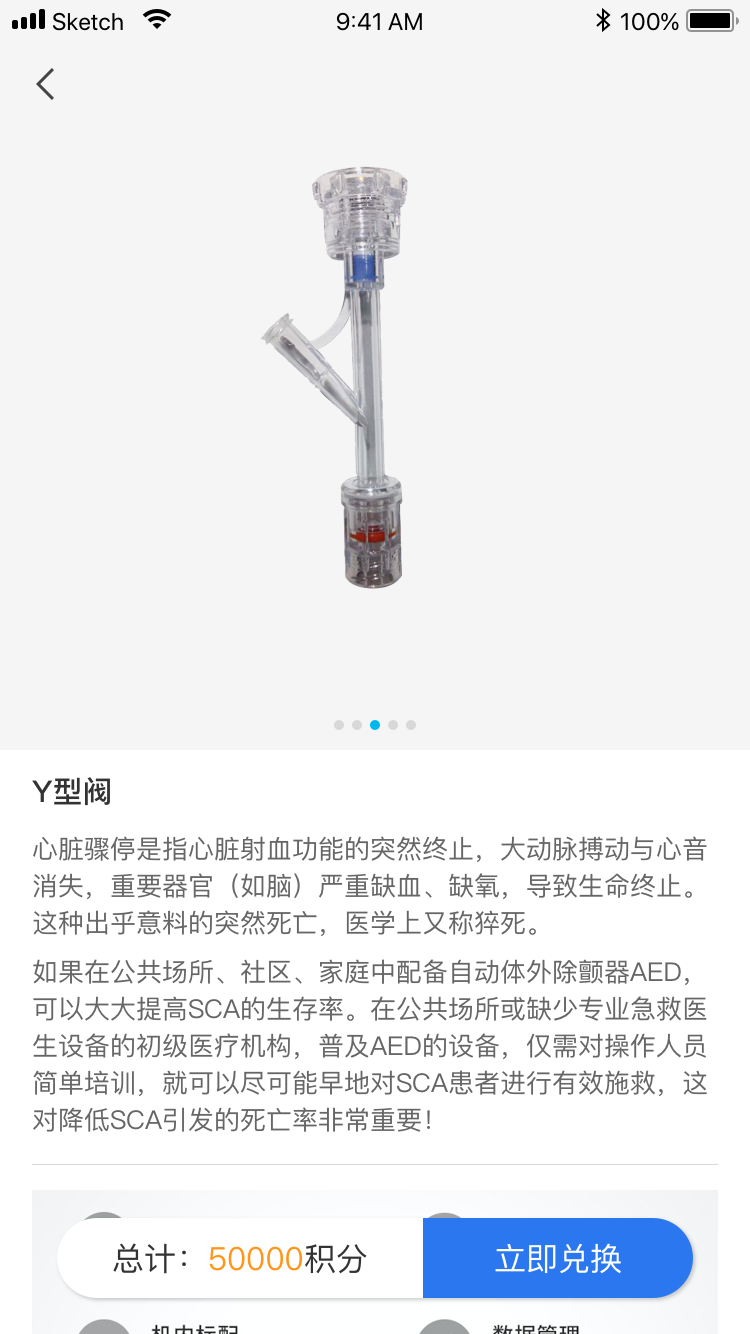 Sketch 9:41 AM 100%
Y型阀
心脏骤停是指心脏射血功能的突然终止，大动脉搏动与心音
消失，重要器官（如脑）严重缺血、缺氧，导致生命终止。
这种出乎意料的突然死亡，医学上又称猝死。
如果在公共场所、社区、家庭中配备自动体外除颤器AED，
可以大大提高SCA的生存率。在公共场所或缺少专业急救医
生设备的初级医疗机构，普及AED的设备，仅需对操作人员
简单培训，就可以尽可能早地对SCA患者进行有效施救，这
对降低SCA引发的死亡率非常重要！
总计：50000积分 立即兑换
机内标配 数据管理